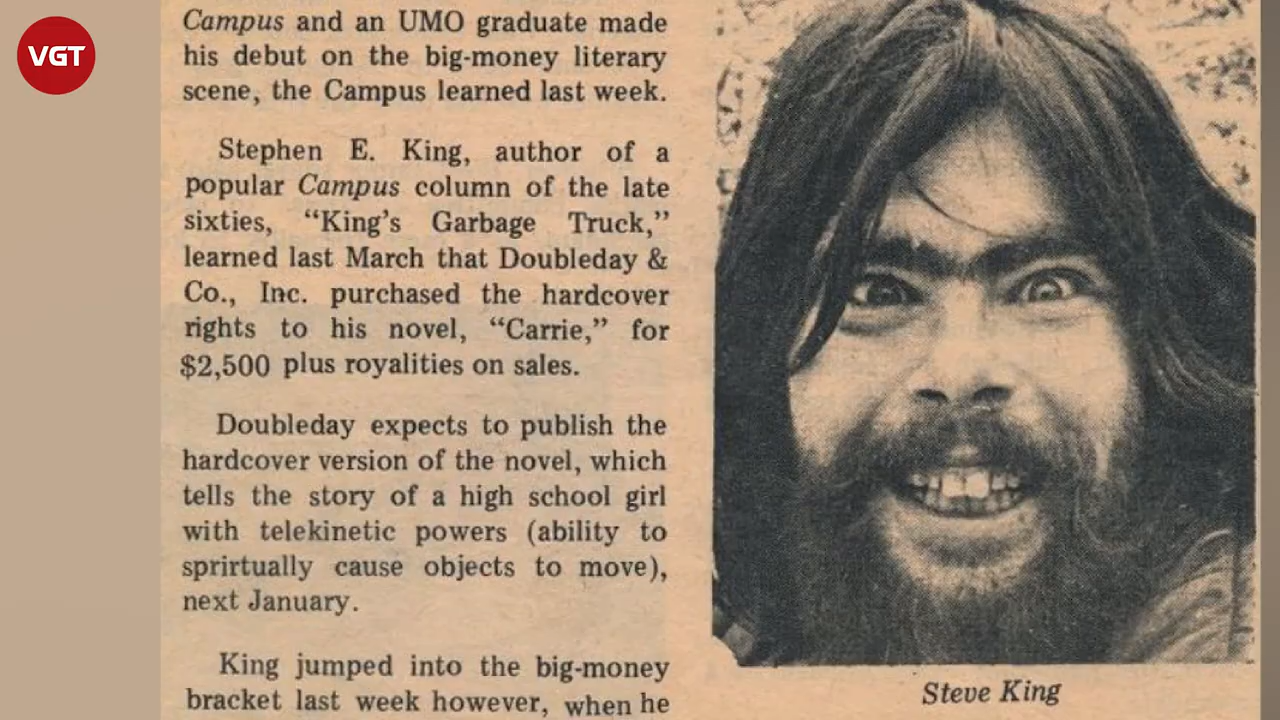 VGT
Campus and an UMO graduate made
his debut on the big-money literary
scene, the Campus learned last week.
Stephen E. King, author of a
popular Campus column of the late
sixties, “King’s Garbage Truck,”
learned last March that Doubleday &
Co., Inc. purchased the hardcover
rights to his novel, “Carrie,” for
$2,500 plus royalities on sales.
Doubleday expects to publish the
hardcover version of the novel, which
tells the story of a high school girl
with telekinetic powers (ability to
sprirtually cause objects to move),
next January.
King jumped into the big-money
bracket last week however, when he
Steve King